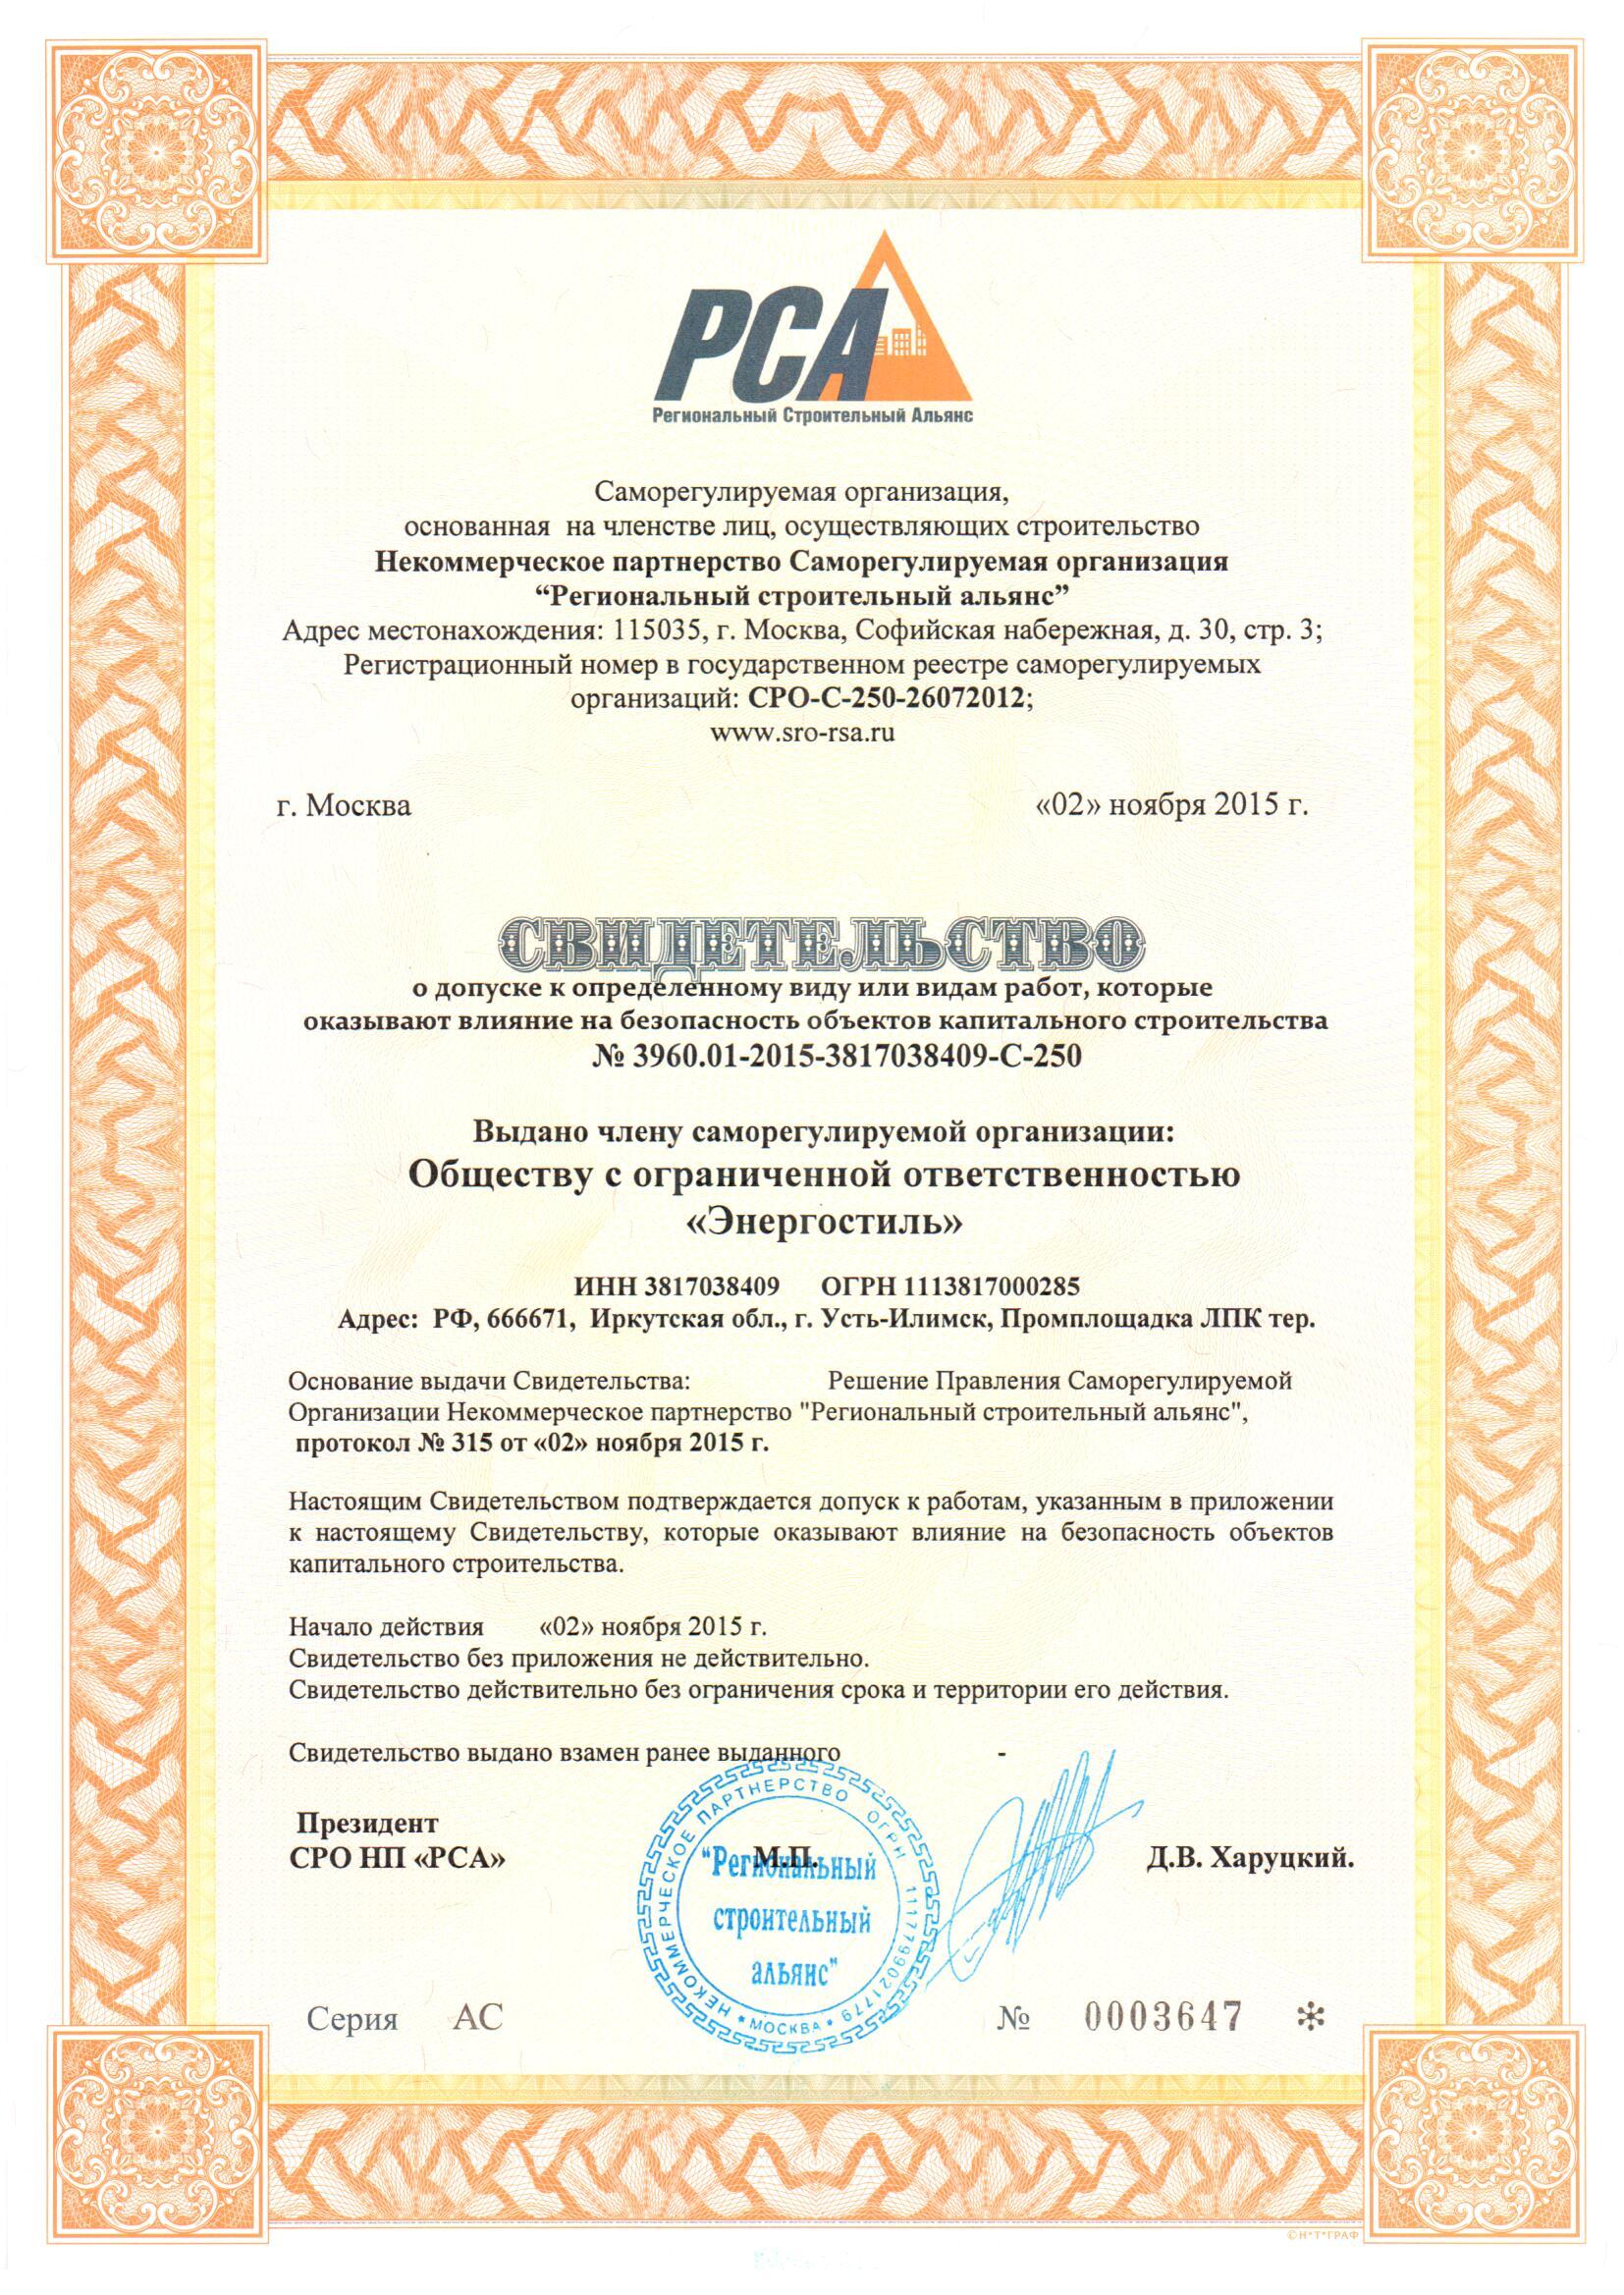 РСА
Региональный Строительный Альянс
Саморегулируемая организация,
основанная на членстве лиц, осуществляющих строительство
Некоммерческое партнерство Саморегулируемая организация
“Региональный строительный альянс”
Адрес местонахождения: 115035, г. Москва, Софийская набережная, д. 30, стр. 3;
Регистрационный номер в государственном реестре саморегулируемых
организаций: СРО-С-250-26072012;
www.sro-rsa.ru
г. Москва «02» ноября 2015 г.
СВИДЕТЕЛЬСТВО
о допуске к определенному виду или видам работ, которые
оказывают влияние на безопасность объектов капитального строительства
№ 3960.01-2015-3817038409-С-250
Выдано члену саморегулируемой организации:
Обществу с ограниченной ответственностью
«Энергостиль»
ИНН 3817038409 ОГРН 1113817000285
Адрес: РФ, 666671, Иркутская обл., г. Усть-Илимск, Промплощадка ЛПК тер.
Основание выдачи Свидетельства: Решение Правления Саморегулируемой
Организации Некоммерческое партнерство "Региональный строительный альянс",
протокол № 315 от «02» ноября 2015 г.
Настоящим Свидетельством подтверждается допуск к работам, указанным в приложении
к настоящему Свидетельству, которые оказывают влияние на безопасность объектов
капитального строительства.
Начало действия «02» ноября 2015 г.
Свидетельство без приложения не действительно.
Свидетельство действительно без ограничения срока и территории его действия.
Свидетельство выдано взамен ранее выданного -
Президент
СРО НП «РСА» М.П. Д.В. Харуцкий.
НЕКОММЕРЧЕСКОЕ ПАРТНЕРСТВО ОГРН 1117799021779
* МОСКВА *
"Региональный
строительный
альянс"
Серия АС № 0003647 *
©Н*Т*ГРАФ